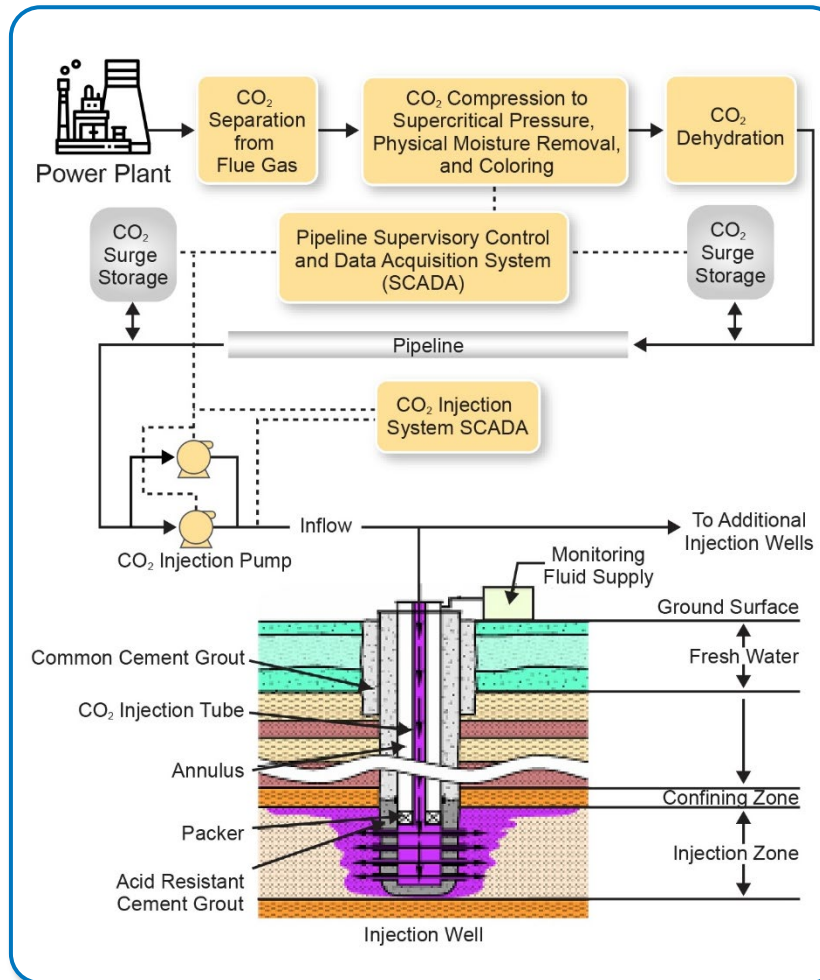 CO₂
Separation
from
Flue Gas
CO₂ Compression to
Supercritical Pressure,
Physical Moisture Removal,
and Coloring
CO₂
Dehydration
Power Plant
CO₂
Surge
Storage
Pipeline Supervisory Control
and Data Acquisition System
(SCADA)
CO₂
Surge
Storage
Pipeline
CO₂ Injection
System SCADA
CO₂ Injection Pump
Inflow
To Additional
Injection Wells
Monitoring
Fluid Supply
Ground Surface
Common Cement Grout
Fresh Water
CO₂ Injection Tube
Annulus
Confining Zone
Packer
Injection Zone
Acid Resistant
Cement Grout
Injection Well